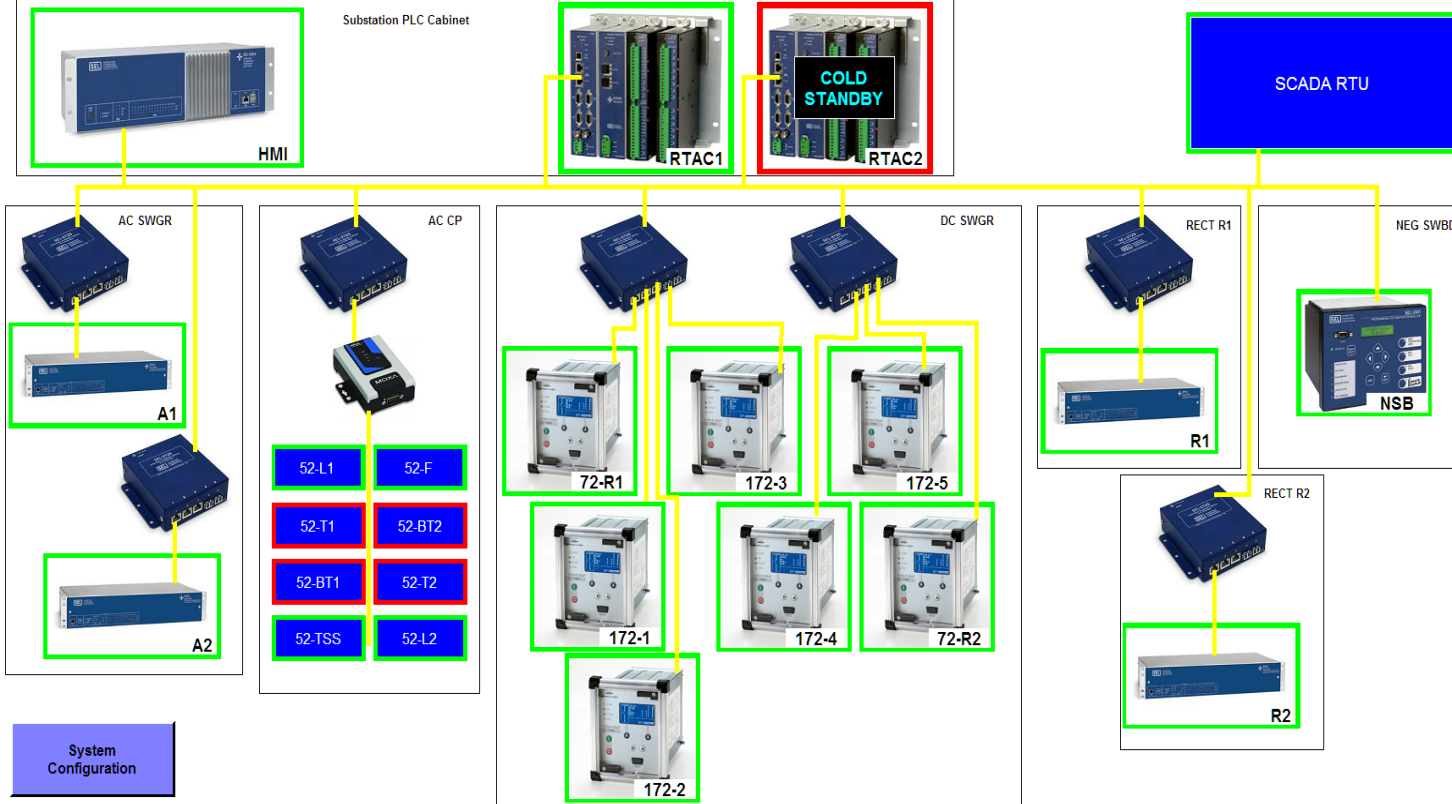 Substation PLC Cabinet
HMI
RTAC1
COLD
STANDBY
RTAC2
SCADA RTU
AC SWGR
A1
A2
AC CP
MOXA
52-L1
52-F
52-T1
52-BT2
52-BT1
52-T2
52-TSS
52-L2
DC SWGR
72-R1
172-3
172-5
172-1
172-4
72-R2
172-2
RECT R1
R1
NEG SWBD
SEL
NSB
RECT R2
R2
System
Configuration